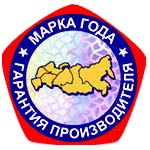 МАРКА ГОДА
ГАРАНТИЯ ПРОИЗВОДИТЕЛЯ